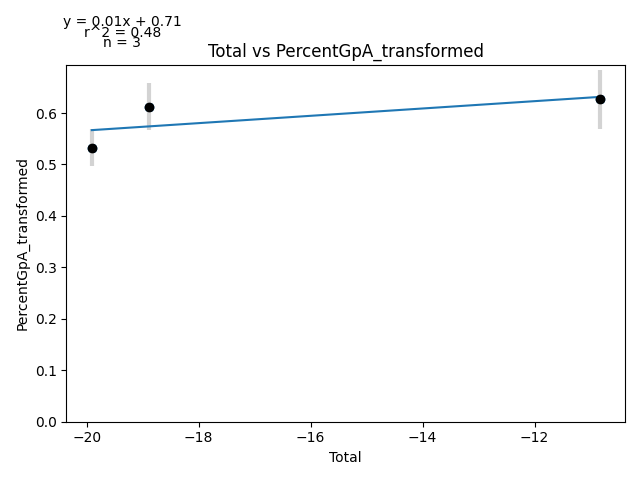 y = 0.01x + 0.71
r^2 = 0.48
n = 3
Total vs PercentGpA_transformed
PercentGpA_transformed
0.6
0.5
0.4
0.3
0.2
0.1
0.0
−20
−18
−16
−14
−12
Total